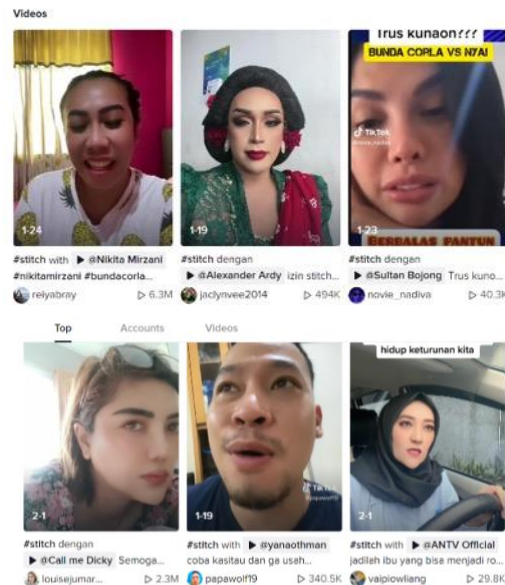 Videos
Trus kunaon???
BUNDA CORLA VS NYAI
TikTok
BERBALAS PANTUN
1-24
1-19
1-23
#stitch with ▶ @Nikita Mirzani
#nikitamirzani #bundacorla...
reiyabray ▷ 6.3M
#stitch dengan
▶ @Alexander Ardy izin stitch...
jaclynvee2014 ▷ 494K
#stitch dengan
▶ @Sultan Bojong Trus kuno...
novie_nadiva ▷ 40.3K
Top Accounts Videos
hidup keturunan kita
TikTok
2-1
1-19
2-1
#stitch dengan
▶ @Call me Dicky Semoga...
louisejumar... ▷ 2.3M
#stitch with ▶ @yanaothman
coba kasitau dan ga usah...
papawolf19 ▷ 340.5K
#stitch with ▶ @ANTV Official
jadilah ibu yang bisa menjadi ro...
vaipiowliang ▷ 29.8K